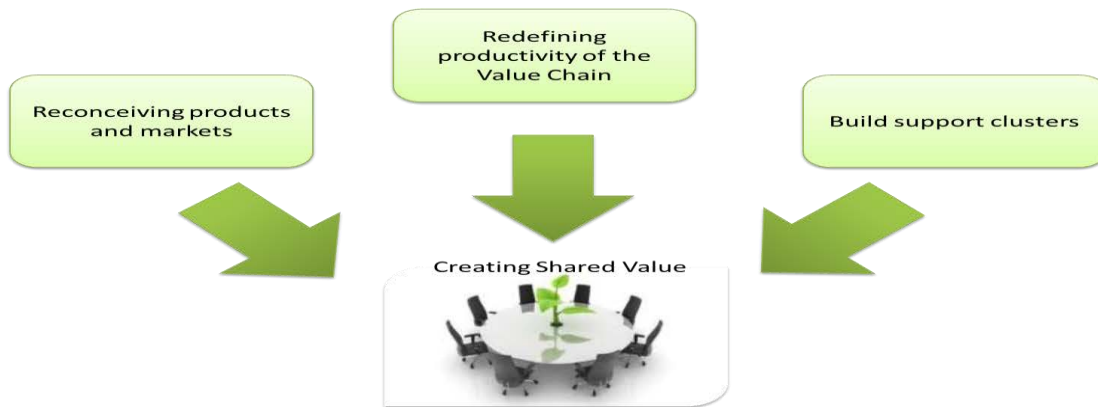 Redefining
productivity of the
Value Chain
Reconceiving products
and markets
Build support clusters
Creating Shared Value